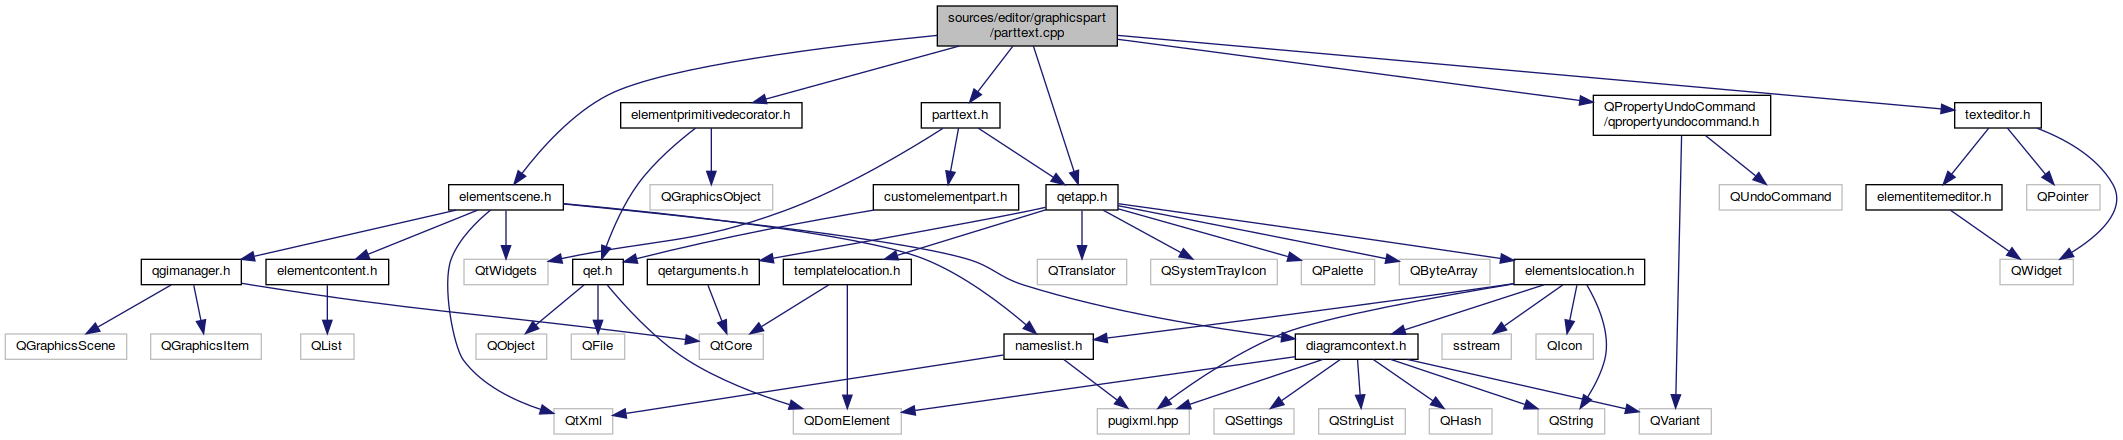 sources/editor/graphicspart
/parttext.cpp
elementprimitivedecorator.h
parttext.h
QPropertyUndoCommand
/qpropertyundocommand.h
texteditor.h
elementscene.h
QGraphicsObject
customelementpart.h
qetapp.h
QUndoCommand
elementitemeditor.h
QPointer
qgimanager.h
elementcontent.h
QtWidgets
qet.h
qetarguments.h
templatelocation.h
QTranslator
QSystemTrayIcon
QPalette
QByteArray
elementslocation.h
QWidget
QGraphicsScene
QGraphicsItem
QList
QObject
QFile
QtCore
nameslist.h
diagramcontext.h
sstream
QIcon
QtXml
QDomElement
pugixml.hpp
QSettings
QStringList
QHash
QString
QVariant